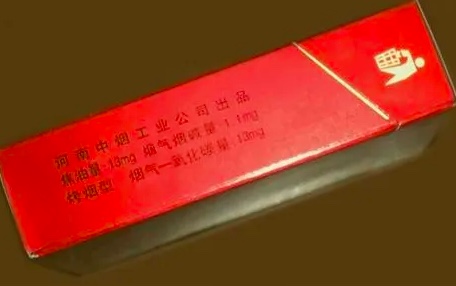 河南中烟工业公司出品
焦油量:13mg 烟气烟碱量:1.1mg
烤烟型 烟气一氧化碳量:13mg